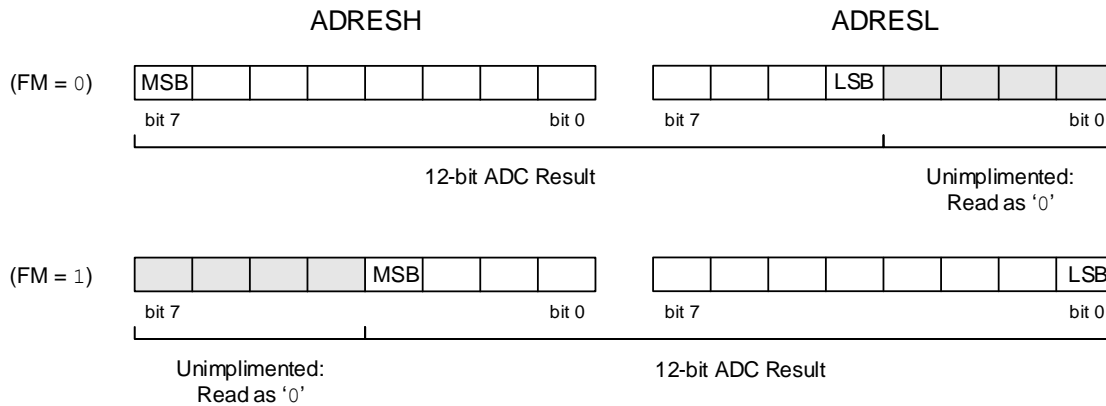 ADRESH ADRESL
(FM = 0) MSB LSB
bit 7 bit 0 bit 7 bit 0
12-bit ADC Result Unimplimented:
Read as ‘0’
(FM = 1) MSB LSB
bit 7 bit 0 bit 7 bit 0
Unimplimented: 12-bit ADC Result
Read as ‘0’